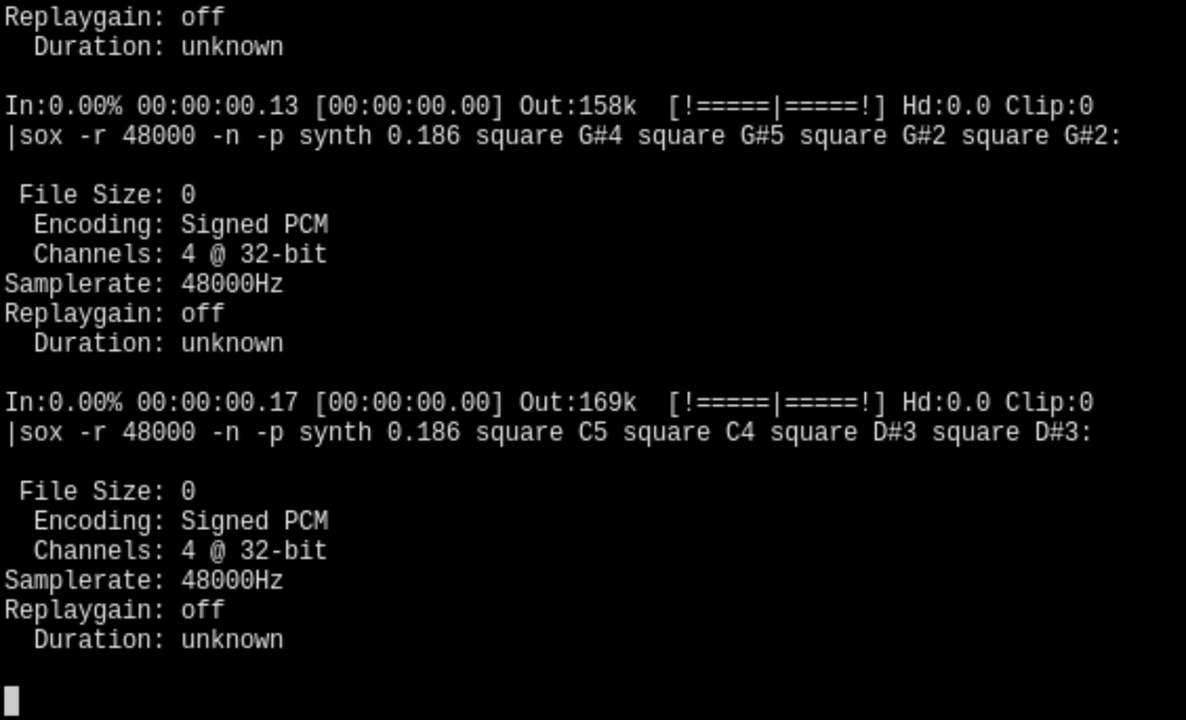 Replaygain: off
Duration: unknown
In:0.00% 00:00:00.13 [00:00:00.00] Out:158k [!=====|=====!] Hd:0.0 Clip:0
|sox -r 48000 -n -p synth 0.186 square G#4 square G#5 square G#2 square G#2:
File Size: 0
Encoding: Signed PCM
Channels: 4 @ 32-bit
Samplerate: 48000Hz
Replaygain: off
Duration: unknown
In:0.00% 00:00:00.17 [00:00:00.00] Out:169k [!=====|=====!] Hd:0.0 Clip:0
|sox -r 48000 -n -p synth 0.186 square C5 square C4 square D#3 square D#3:
File Size: 0
Encoding: Signed PCM
Channels: 4 @ 32-bit
Samplerate: 48000Hz
Replaygain: off
Duration: unknown